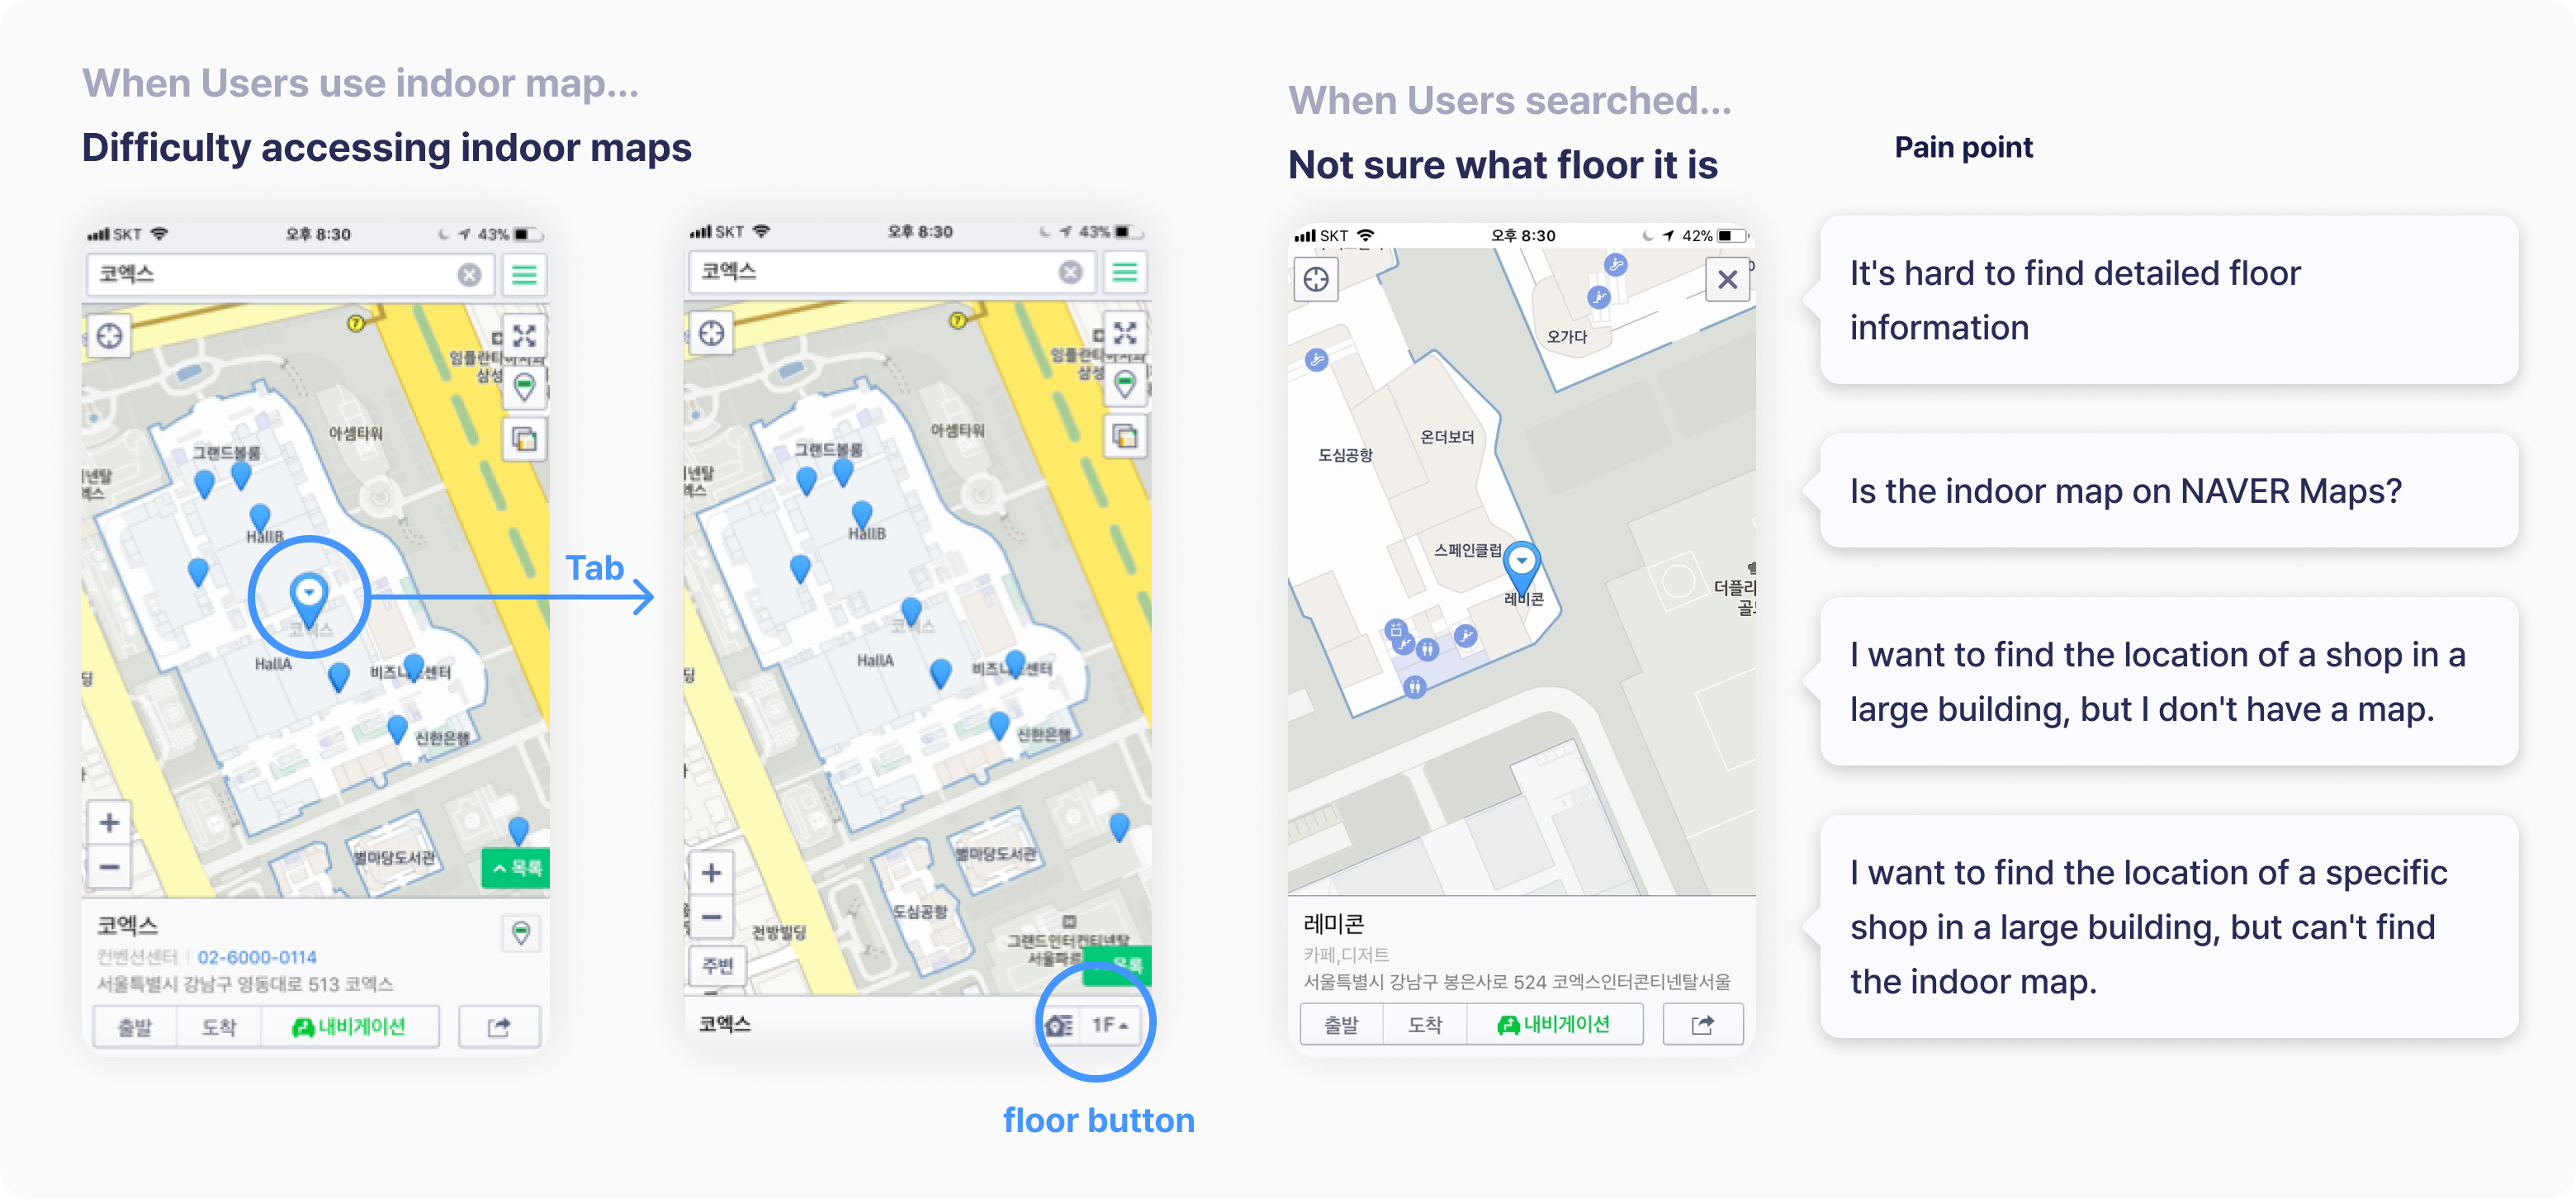 When Users use indoor map...
Difficulty accessing indoor maps
SKT
오후 8:30
43%
코엑스
7
임플란티아치과
삼성
아셈타워
그랜드볼룸
HallB
코엑스
HallA
비즈니스센터
신한은행
별마당도서관
목록
코엑스
컨벤션센터
02-6000-0114
서울특별시 강남구 영동대로 513 코엑스
출발
도착
내비게이션
Tab
SKT
오후 8:30
43%
코엑스
7
삼성
아셈타워
그랜드볼룸
HallB
코엑스
HallA
비즈니스센터
신한은행
별마당도서관
도심공항
전방빌딩
그랜드인터컨티넨탈
서울파르
목록
주변
코엑스
1F
floor button
When Users searched...
Not sure what floor it is
SKT
오후 8:30
42%
오가다
온더보더
도심공항
스페인클럽
레미콘
더플라
레미콘
카페,디저트
서울특별시 강남구 봉은사로 524 코엑스인터콘티넨탈서울
출발
도착
내비게이션
Pain point
It's hard to find detailed floor
information
Is the indoor map on NAVER Maps?
I want to find the location of a shop in a
large building, but I don't have a map.
I want to find the location of a specific
shop in a large building, but can't find
the indoor map.